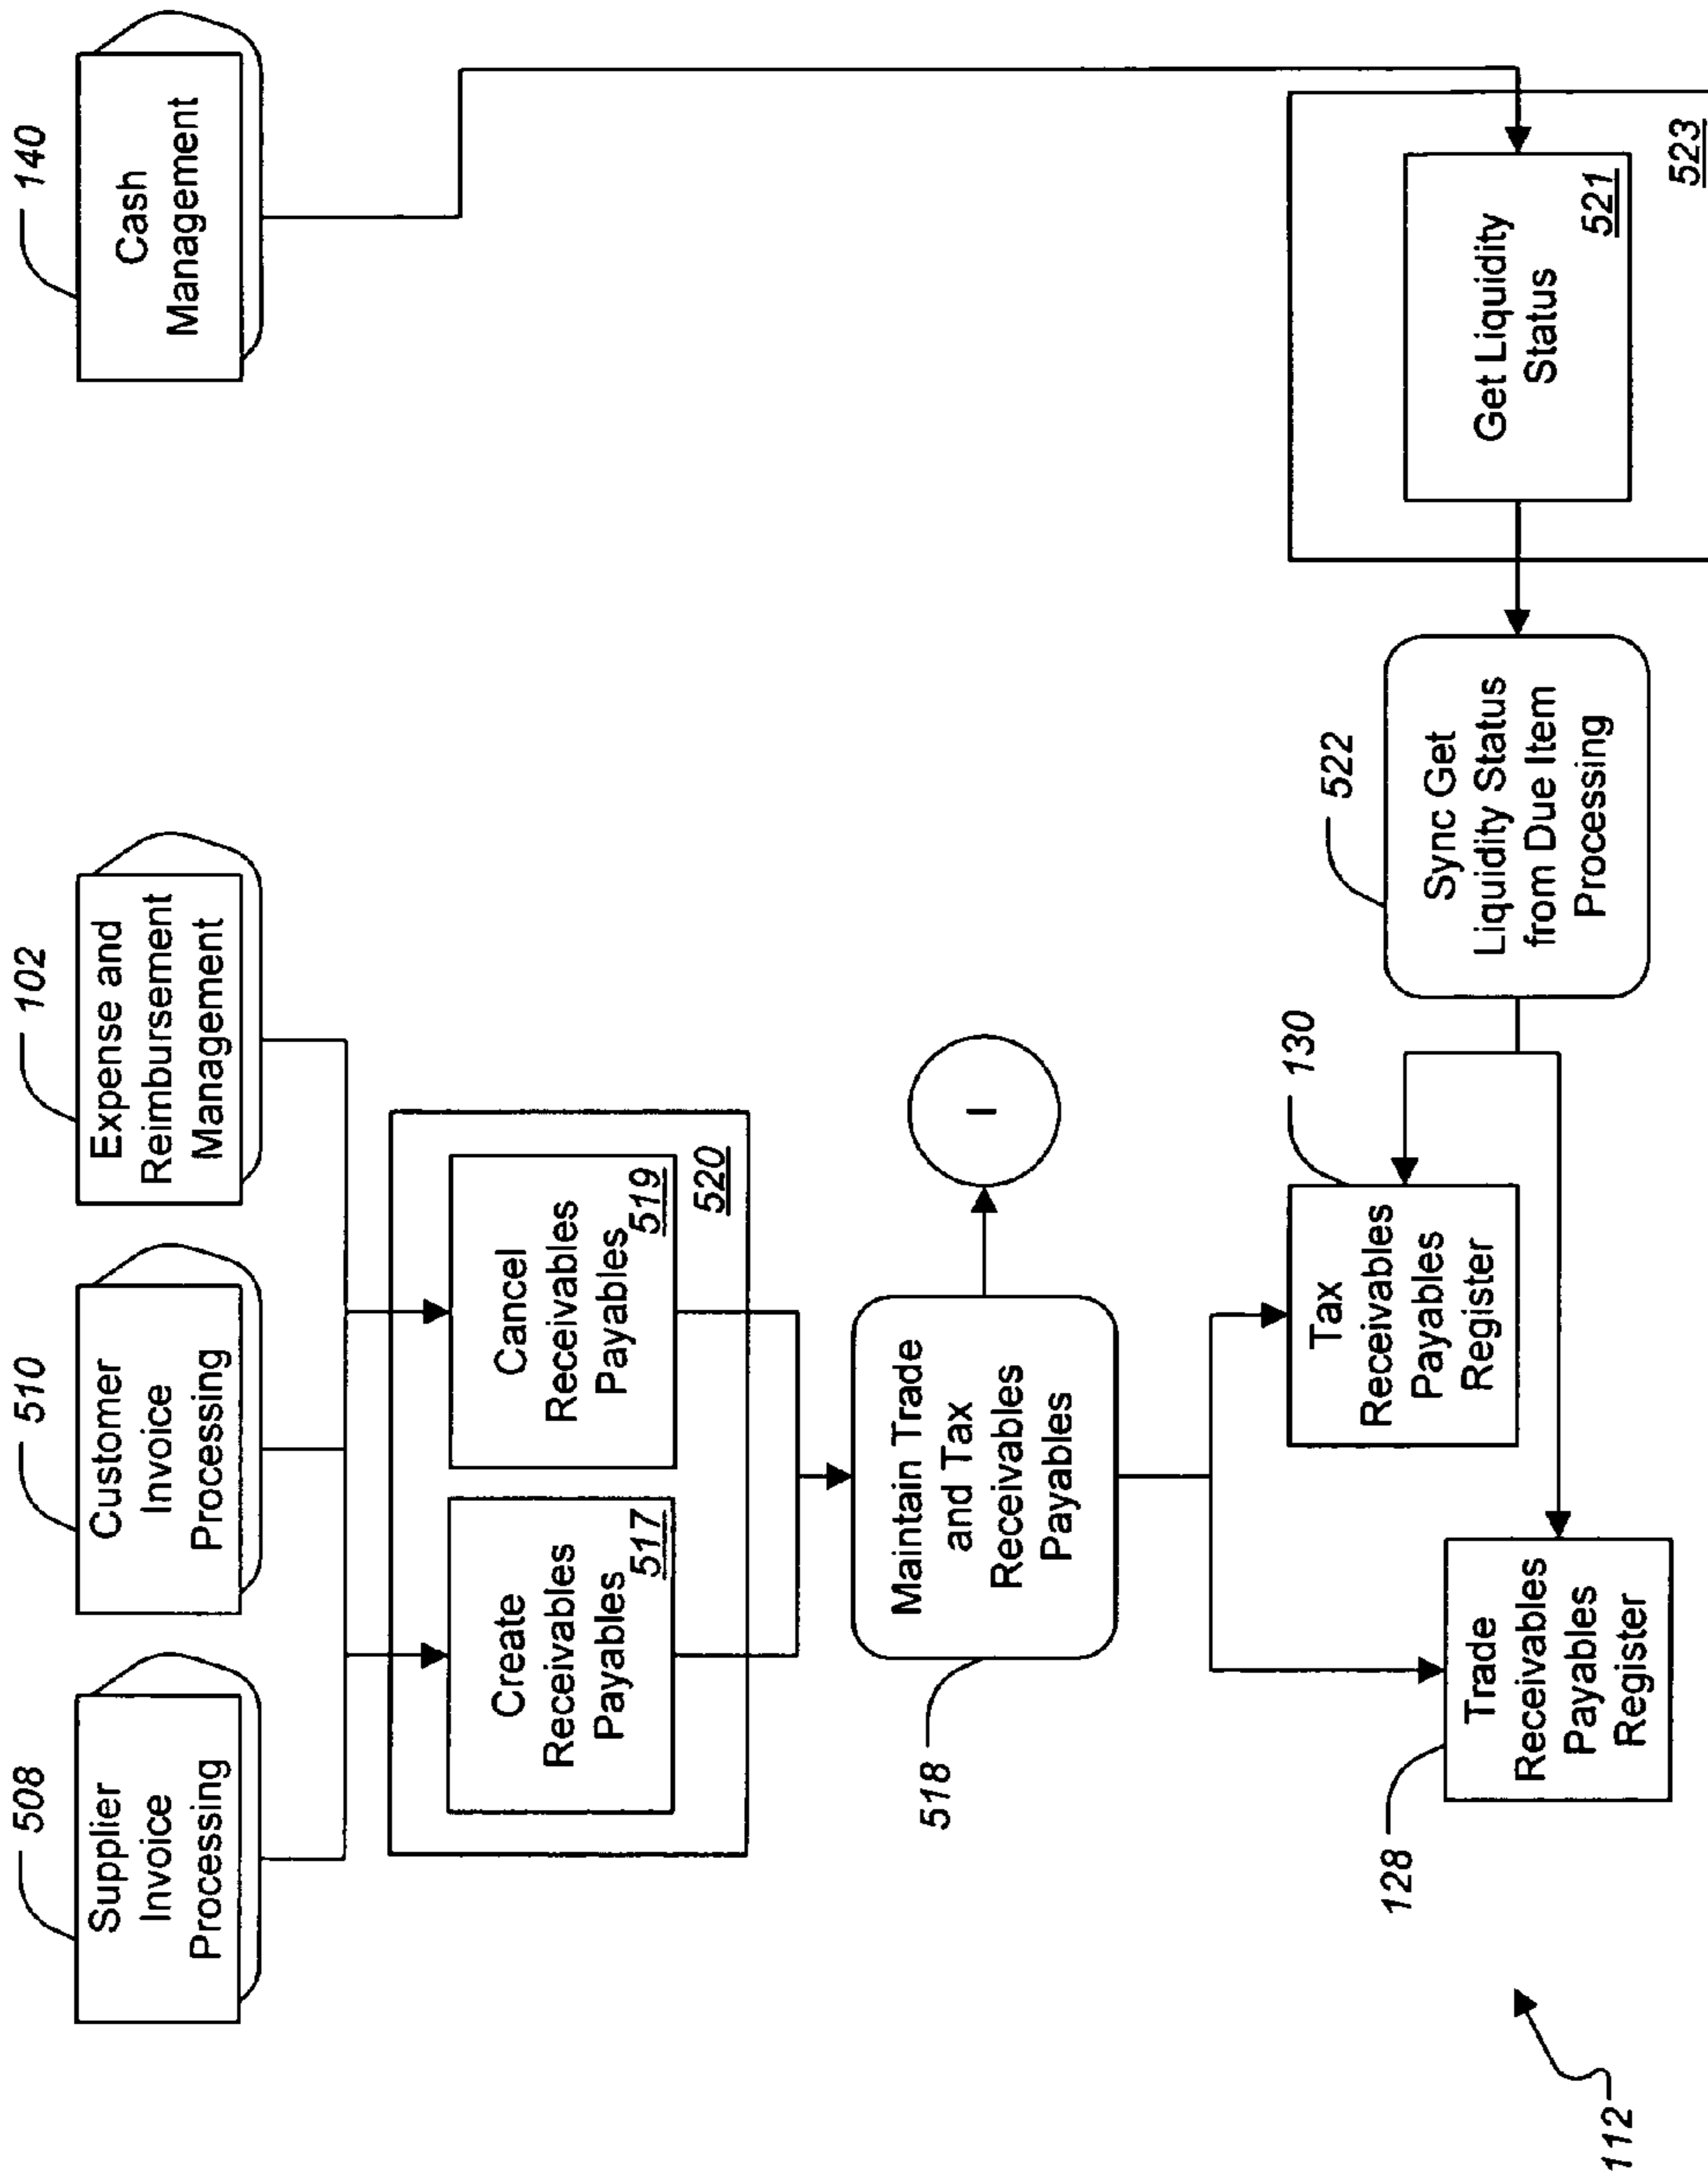 508
Supplier
Invoice
Processing
510
Customer
Invoice
Processing
102
Expense and
Reimbursement
Management
140
Cash
Management
Create
Receivables
Payables
517
Cancel
Receivables
Payables
519
520
Maintain Trade
and Tax
Receivables
Payables
518
I
Trade
Receivables
Payables
Register
128
Tax
Receivables
Payables
Register
130
Sync Get
Liquidity Status
from Due Item
Processing
522
Get Liquidity
Status
521
523
112